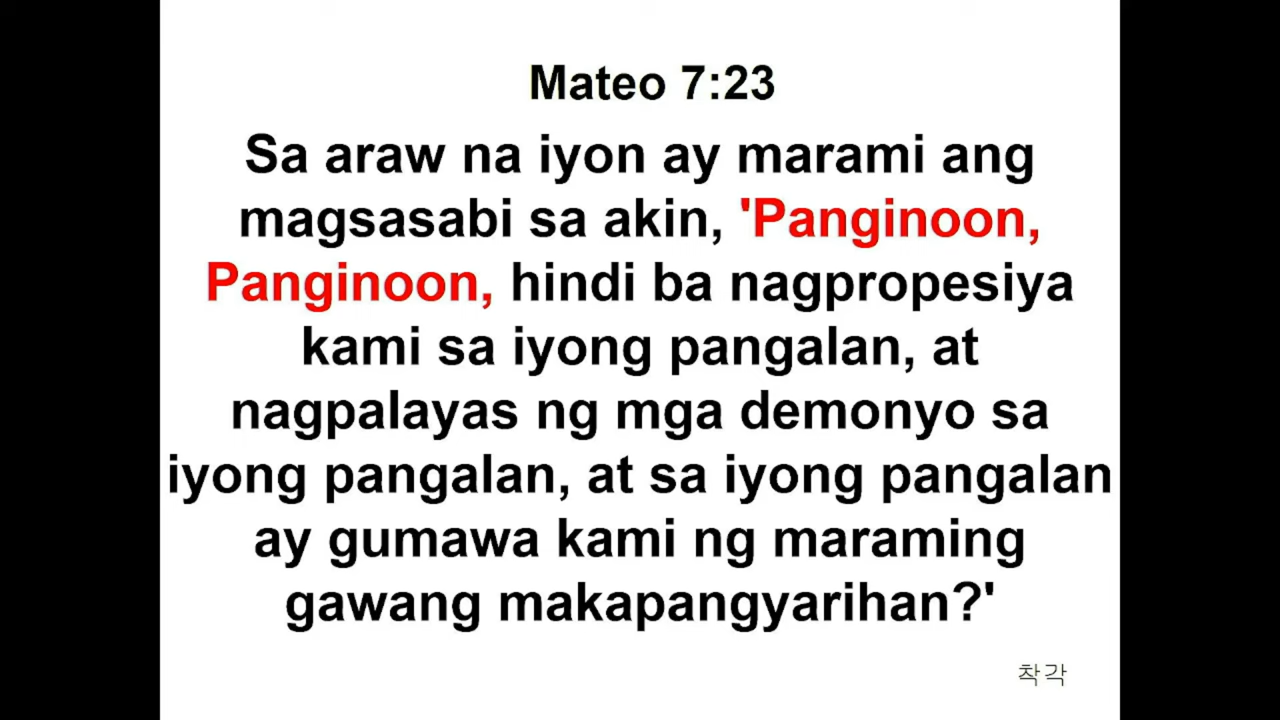 Mateo 7:23
Sa araw na iyon ay marami ang
magsasabi sa akin, 'Panginoon,
Panginoon, hindi ba nagpropesiya
kami sa iyong pangalan, at
nagpalayas ng mga demonyo sa
iyong pangalan, at sa iyong pangalan
ay gumawa kami ng maraming
gawang makapangyarihan?'
착각